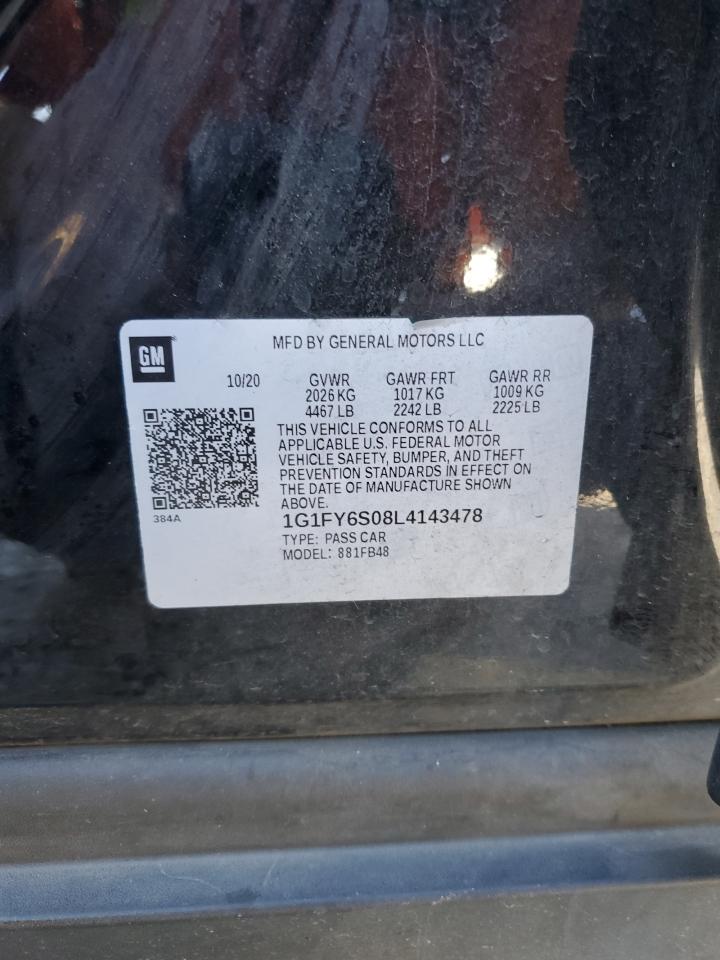 GM
MFD BY GENERAL MOTORS LLC
10/20 GVWR GAWR FRT GAWR RR
2026 KG 1017 KG 1009 KG
4467 LB 2242 LB 2225 LB
THIS VEHICLE CONFORMS TO ALL
APPLICABLE U.S. FEDERAL MOTOR
VEHICLE SAFETY, BUMPER, AND THEFT
PREVENTION STANDARDS IN EFFECT ON
THE DATE OF MANUFACTURE SHOWN
ABOVE.
384A
1G1FY6S08L4143478
TYPE: PASS CAR
MODEL: 881FB48